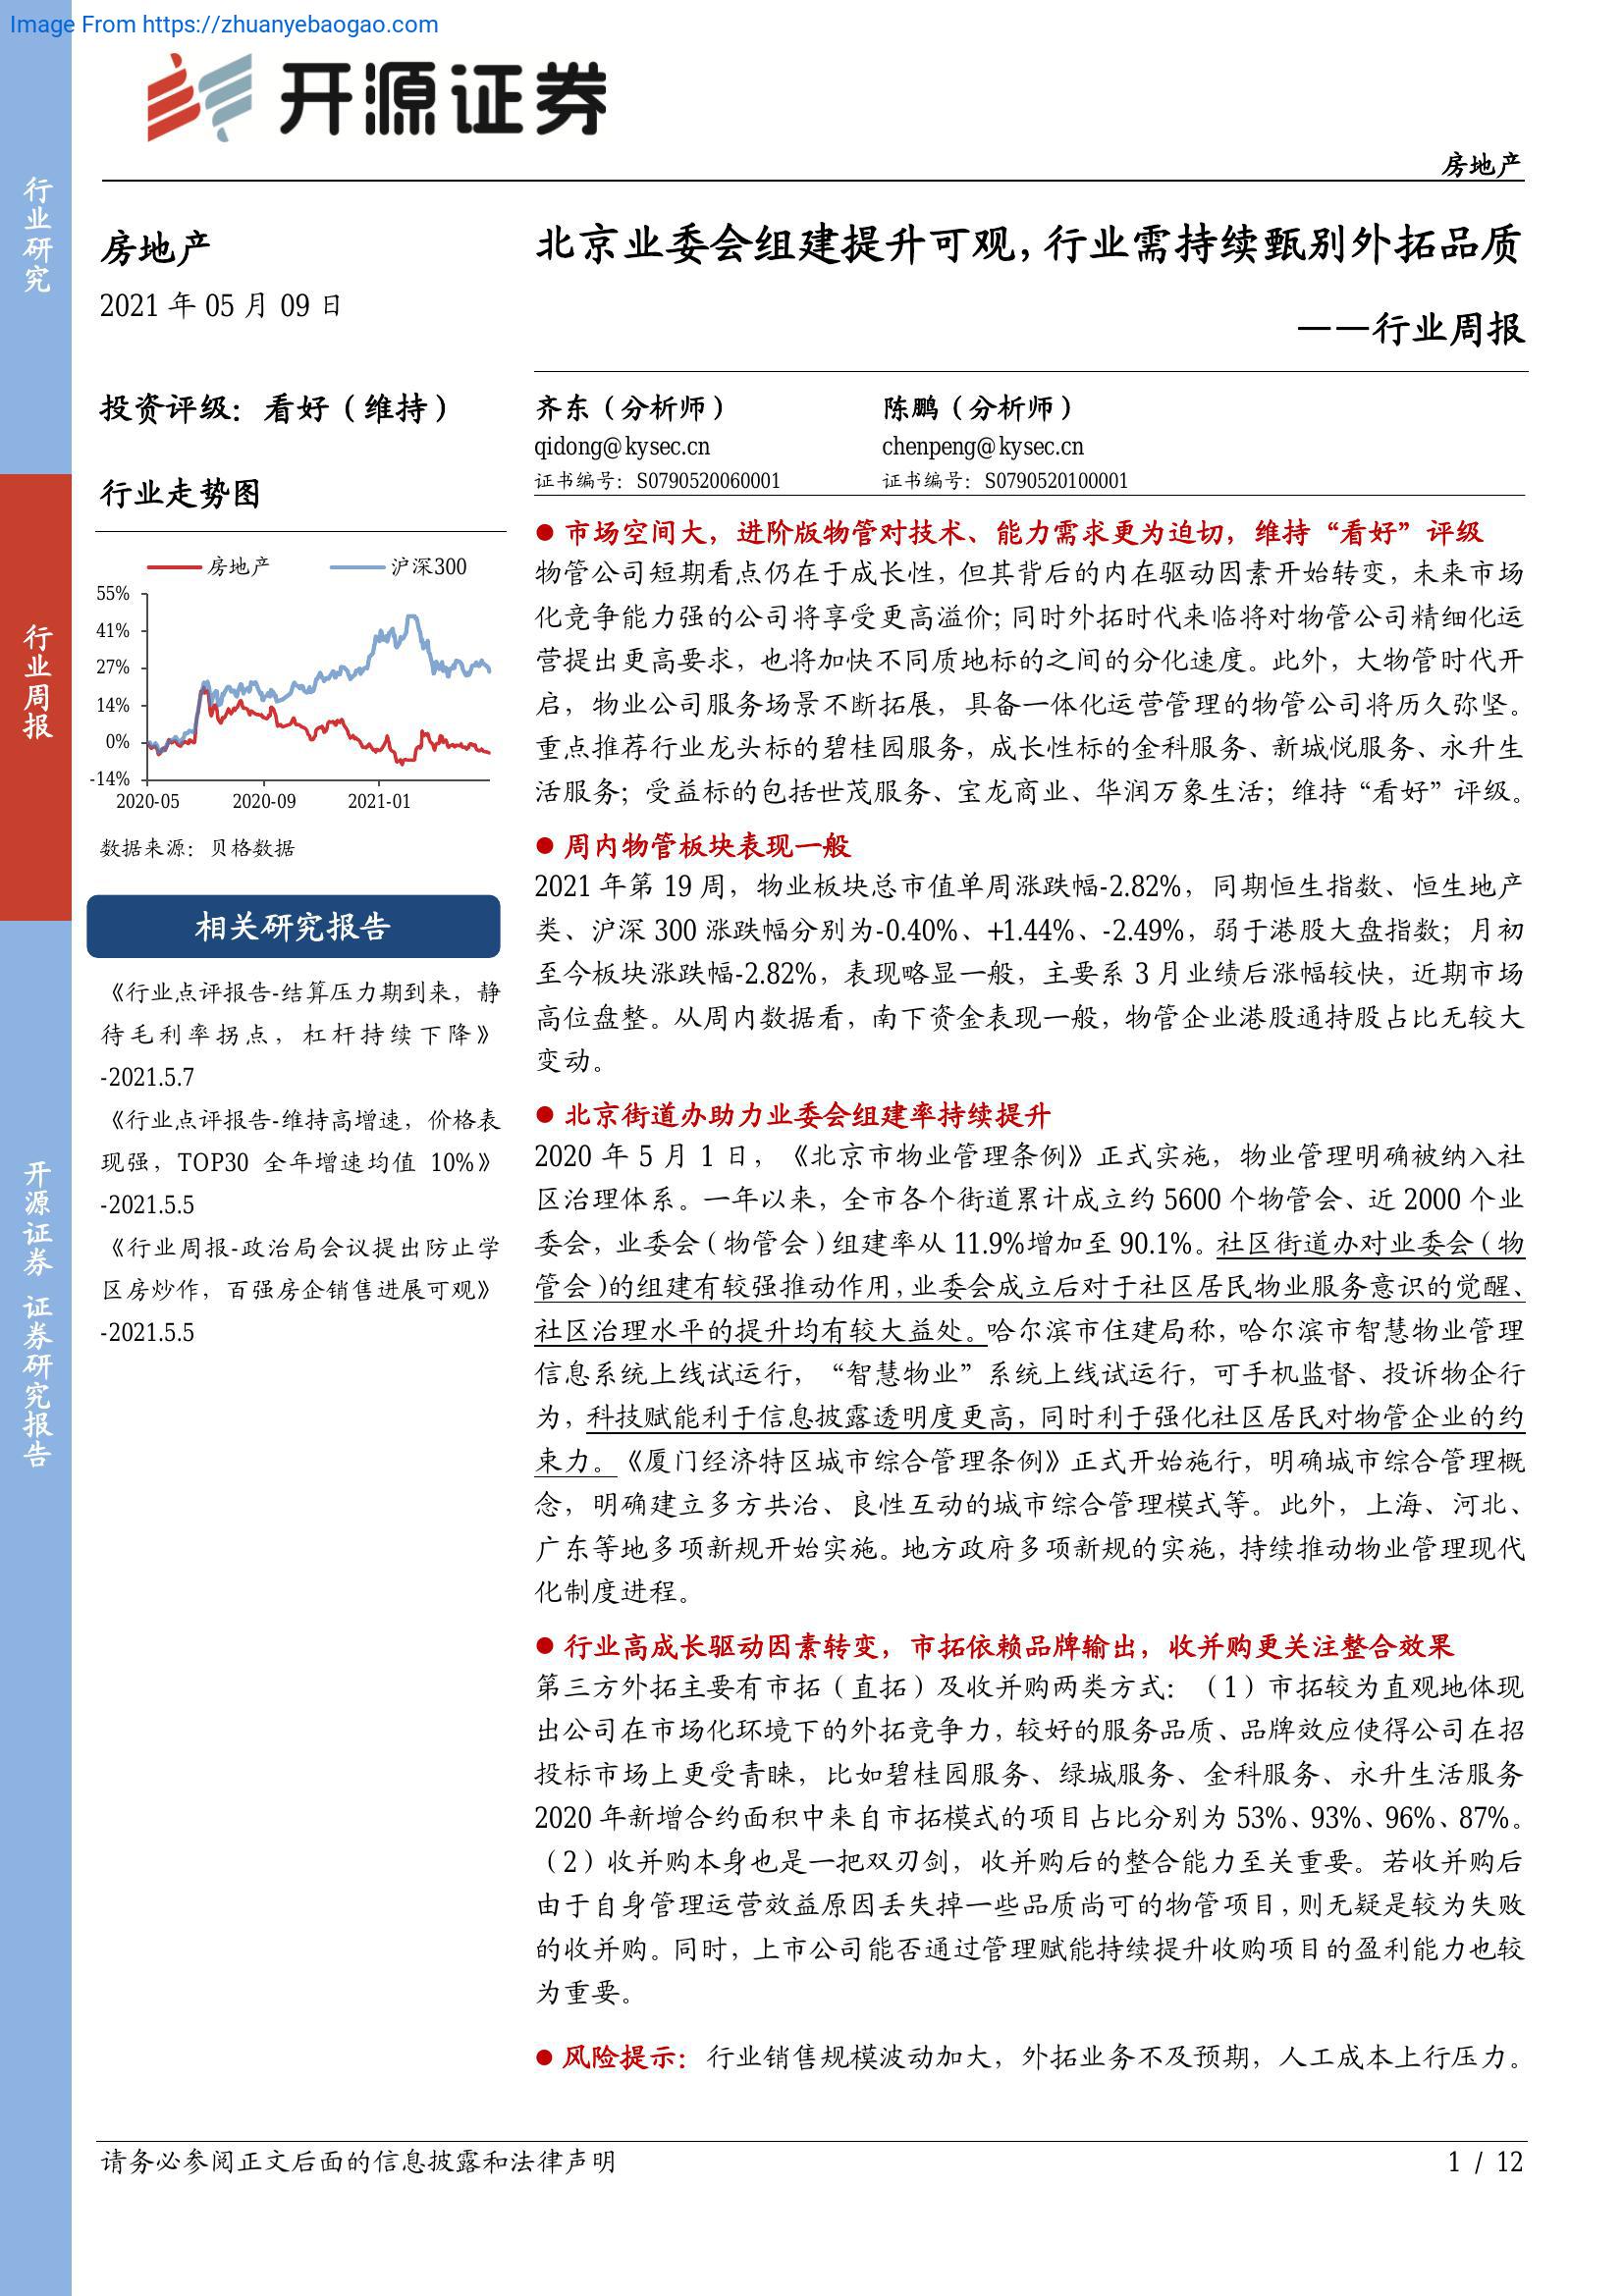 Image From https://zhuanyebaogao.com
开源证券
房地产
行业研究
行业周报
开源证券 证券研究报告
房地产
2021 年 05 月 09 日
投资评级：看好（维持）
行业走势图
房地产 沪深300
55%
41%
27%
14%
0%
-14%
2020-05 2020-09 2021-01
数据来源：贝格数据
相关研究报告
《行业点评报告-结算压力期到来，静
待毛利率拐点，杠杆持续下降》
-2021.5.7
《行业点评报告-维持高增速，价格表
现强，TOP30 全年增速均值 10%》
-2021.5.5
《行业周报-政治局会议提出防止学
区房炒作，百强房企销售进展可观》
-2021.5.5
北京业委会组建提升可观，行业需持续甄别外拓品质
——行业周报
齐东（分析师） 陈鹏（分析师）
qidong@kysec.cn chenpeng@kysec.cn
证书编号：S0790520060001 证书编号：S0790520100001
● 市场空间大，进阶版物管对技术、能力需求更为迫切，维持“看好”评级
物管公司短期看点仍在于成长性，但其背后的内在驱动因素开始转变，未来市场
化竞争能力强的公司将享受更高溢价；同时外拓时代来临将对物管公司精细化运
营提出更高要求，也将加快不同质地标的之间的分化速度。此外，大物管时代开
启，物业公司服务场景不断拓展，具备一体化运营管理的物管公司将历久弥坚。
重点推荐行业龙头标的碧桂园服务，成长性标的金科服务、新城悦服务、永升生
活服务；受益标的包括世茂服务、宝龙商业、华润万象生活；维持“看好”评级。
● 周内物管板块表现一般
2021 年第 19 周，物业板块总市值单周涨跌幅-2.82%，同期恒生指数、恒生地产
类、沪深 300 涨跌幅分别为-0.40%、+1.44%、-2.49%，弱于港股大盘指数；月初
至今板块涨跌幅-2.82%，表现略显一般，主要系 3 月业绩后涨幅较快，近期市场
高位盘整。从周内数据看，南下资金表现一般，物管企业港股通持股占比无较大
变动。
● 北京街道办助力业委会组建率持续提升
2020 年 5 月 1 日，《北京市物业管理条例》正式实施，物业管理明确被纳入社
区治理体系。一年以来，全市各个街道累计成立约 5600 个物管会、近 2000 个业
委会，业委会（物管会）组建率从 11.9%增加至 90.1%。社区街道办对业委会（物
管会)的组建有较强推动作用，业委会成立后对于社区居民物业服务意识的觉醒、
社区治理水平的提升均有较大益处。哈尔滨市住建局称，哈尔滨市智慧物业管理
信息系统上线试运行，“智慧物业”系统上线试运行，可手机监督、投诉物企行
为，科技赋能利于信息披露透明度更高，同时利于强化社区居民对物管企业的约
束力。《厦门经济特区城市综合管理条例》正式开始施行，明确城市综合管理概
念，明确建立多方共治、良性互动的城市综合管理模式等。此外，上海、河北、
广东等地多项新规开始实施。地方政府多项新规的实施，持续推动物业管理现代
化制度进程。
● 行业高成长驱动因素转变，市拓依赖品牌输出，收并购更关注整合效果
第三方外拓主要有市拓（直拓）及收并购两类方式：（1）市拓较为直观地体现
出公司在市场化环境下的外拓竞争力，较好的服务品质、品牌效应使得公司在招
投标市场上更受青睐，比如碧桂园服务、绿城服务、金科服务、永升生活服务
2020 年新增合约面积中来自市拓模式的项目占比分别为 53%、93%、96%、87%。
（2）收并购本身也是一把双刃剑，收并购后的整合能力至关重要。若收并购后
由于自身管理运营效益原因丢失掉一些品质尚可的物管项目，则无疑是较为失败
的收并购。同时，上市公司能否通过管理赋能持续提升收购项目的盈利能力也较
为重要。
● 风险提示：行业销售规模波动加大，外拓业务不及预期，人工成本上行压力。
请务必参阅正文后面的信息披露和法律声明
1 / 12